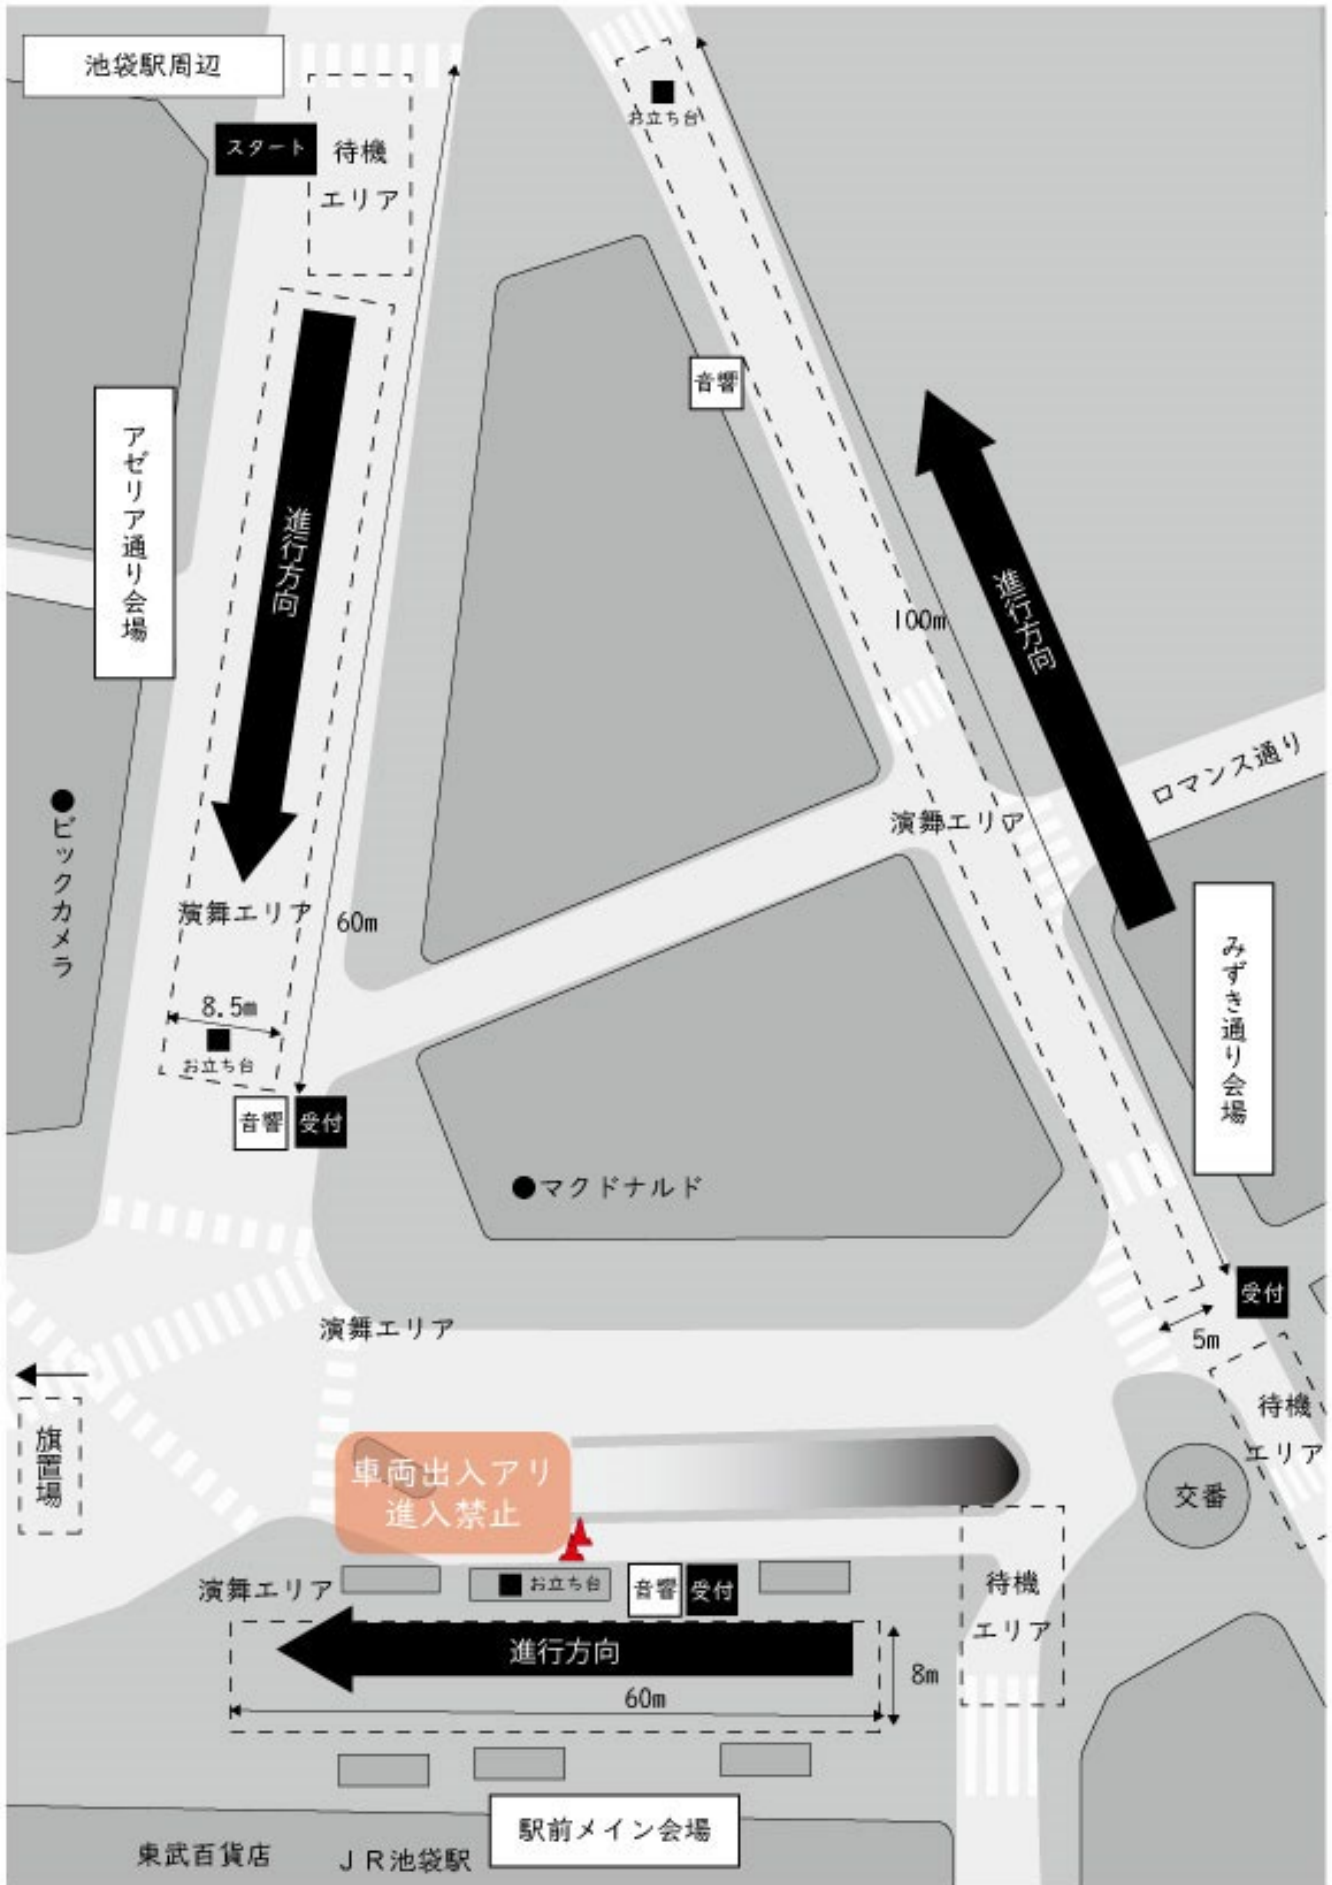 池袋駅周辺
お立ち台
スタート
待機
エリア
音響
アゼリア通り会場
進行方向
進行方向
100m
ロマンス通り
演舞エリア
●ビックカメラ
演舞エリア
60m
みずき通り会場
8.5m
お立ち台
音響
受付
●マクドナルド
受付
演舞エリア
5m
待機
エリア
旗置場
車両出入アリ
進入禁止
交番
演舞エリア
お立ち台
音響
受付
待機
エリア
進行方向
8m
60m
駅前メイン会場
東武百貨店
JR池袋駅